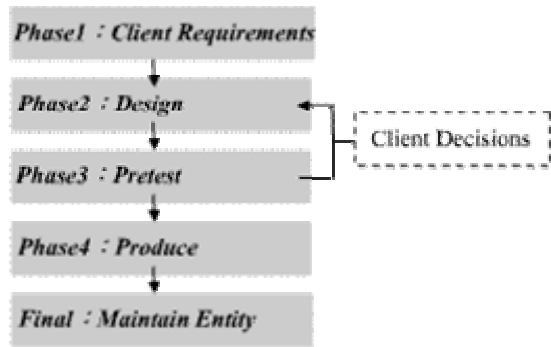 Phase1：Client Requirements
Phase2：Design
Client Decisions
Phase3：Pretest
Phase4：Produce
Final：Maintain Entity